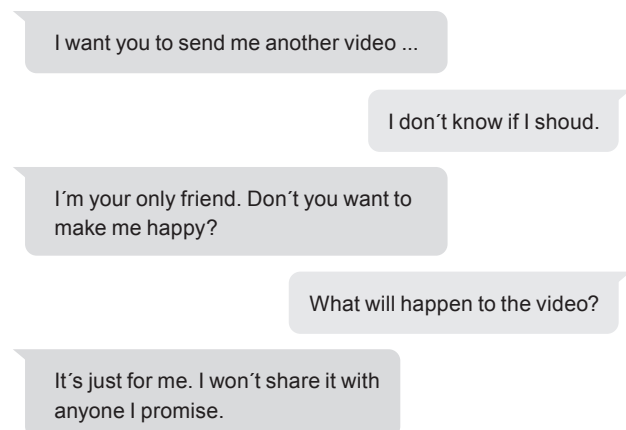 I want you to send me another video ...
I don´t know if I shoud.
I´m your only friend. Don´t you want to
make me happy?
What will happen to the video?
It´s just for me. I won´t share it with
anyone I promise.